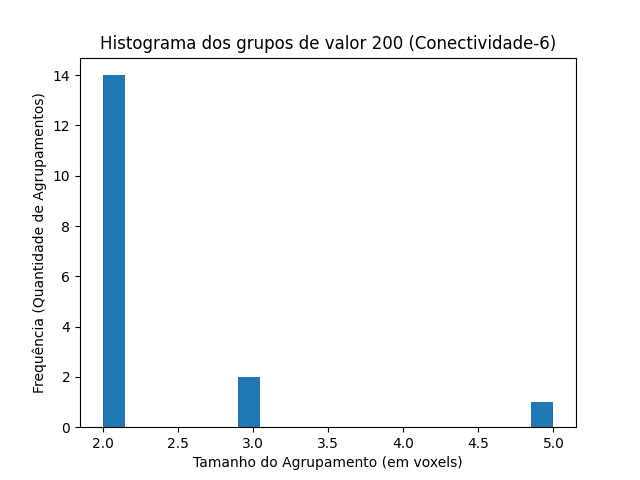 Histograma dos grupos de valor 200 (Conectividade-6)
Frequência (Quantidade de Agrupamentos)
14
12
10
8
6
4
2
0
2.0 2.5 3.0 3.5 4.0 4.5 5.0
Tamanho do Agrupamento (em voxels)